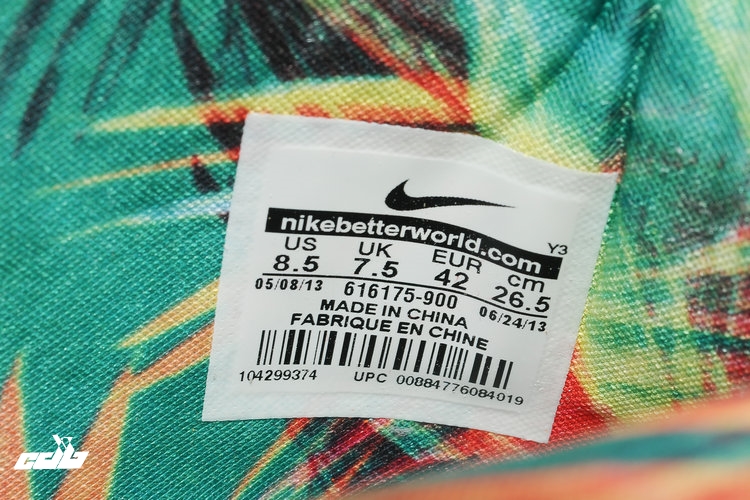 nikebetterworld.com
Y3
US UK EUR cm
8.5 7.5 42 26.5
05/08/13 616175-900 06/24/13
MADE IN CHINA
FABRIQUE EN CHINE
104299374 UPC 00884776084019
cdb